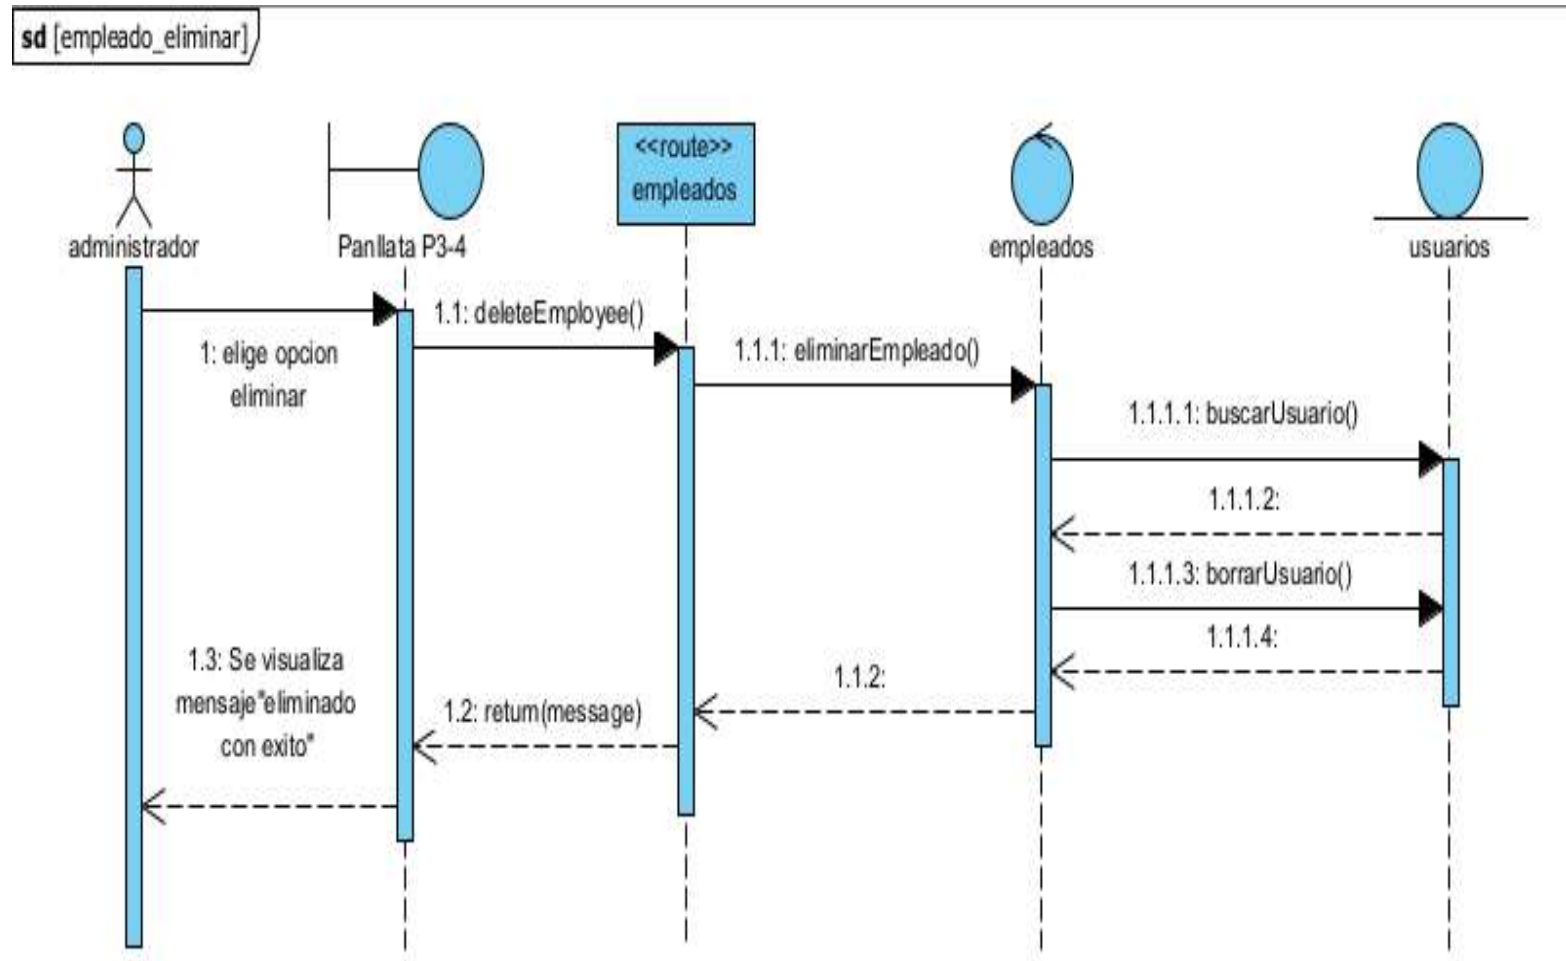 sd [empleado_eliminar]
<<route>>
empleados
administrador
Panllata P3-4
empleados
usuarios
1: elige opcion
eliminar
1.1: deleteEmployee()
1.1.1: eliminarEmpleado()
1.1.1.1: buscarUsuario()
1.1.1.2:
1.1.1.3: borrarUsuario()
1.1.1.4:
1.1.2:
1.2: return(message)
1.3: Se visualiza
mensaje"eliminado
con exito"